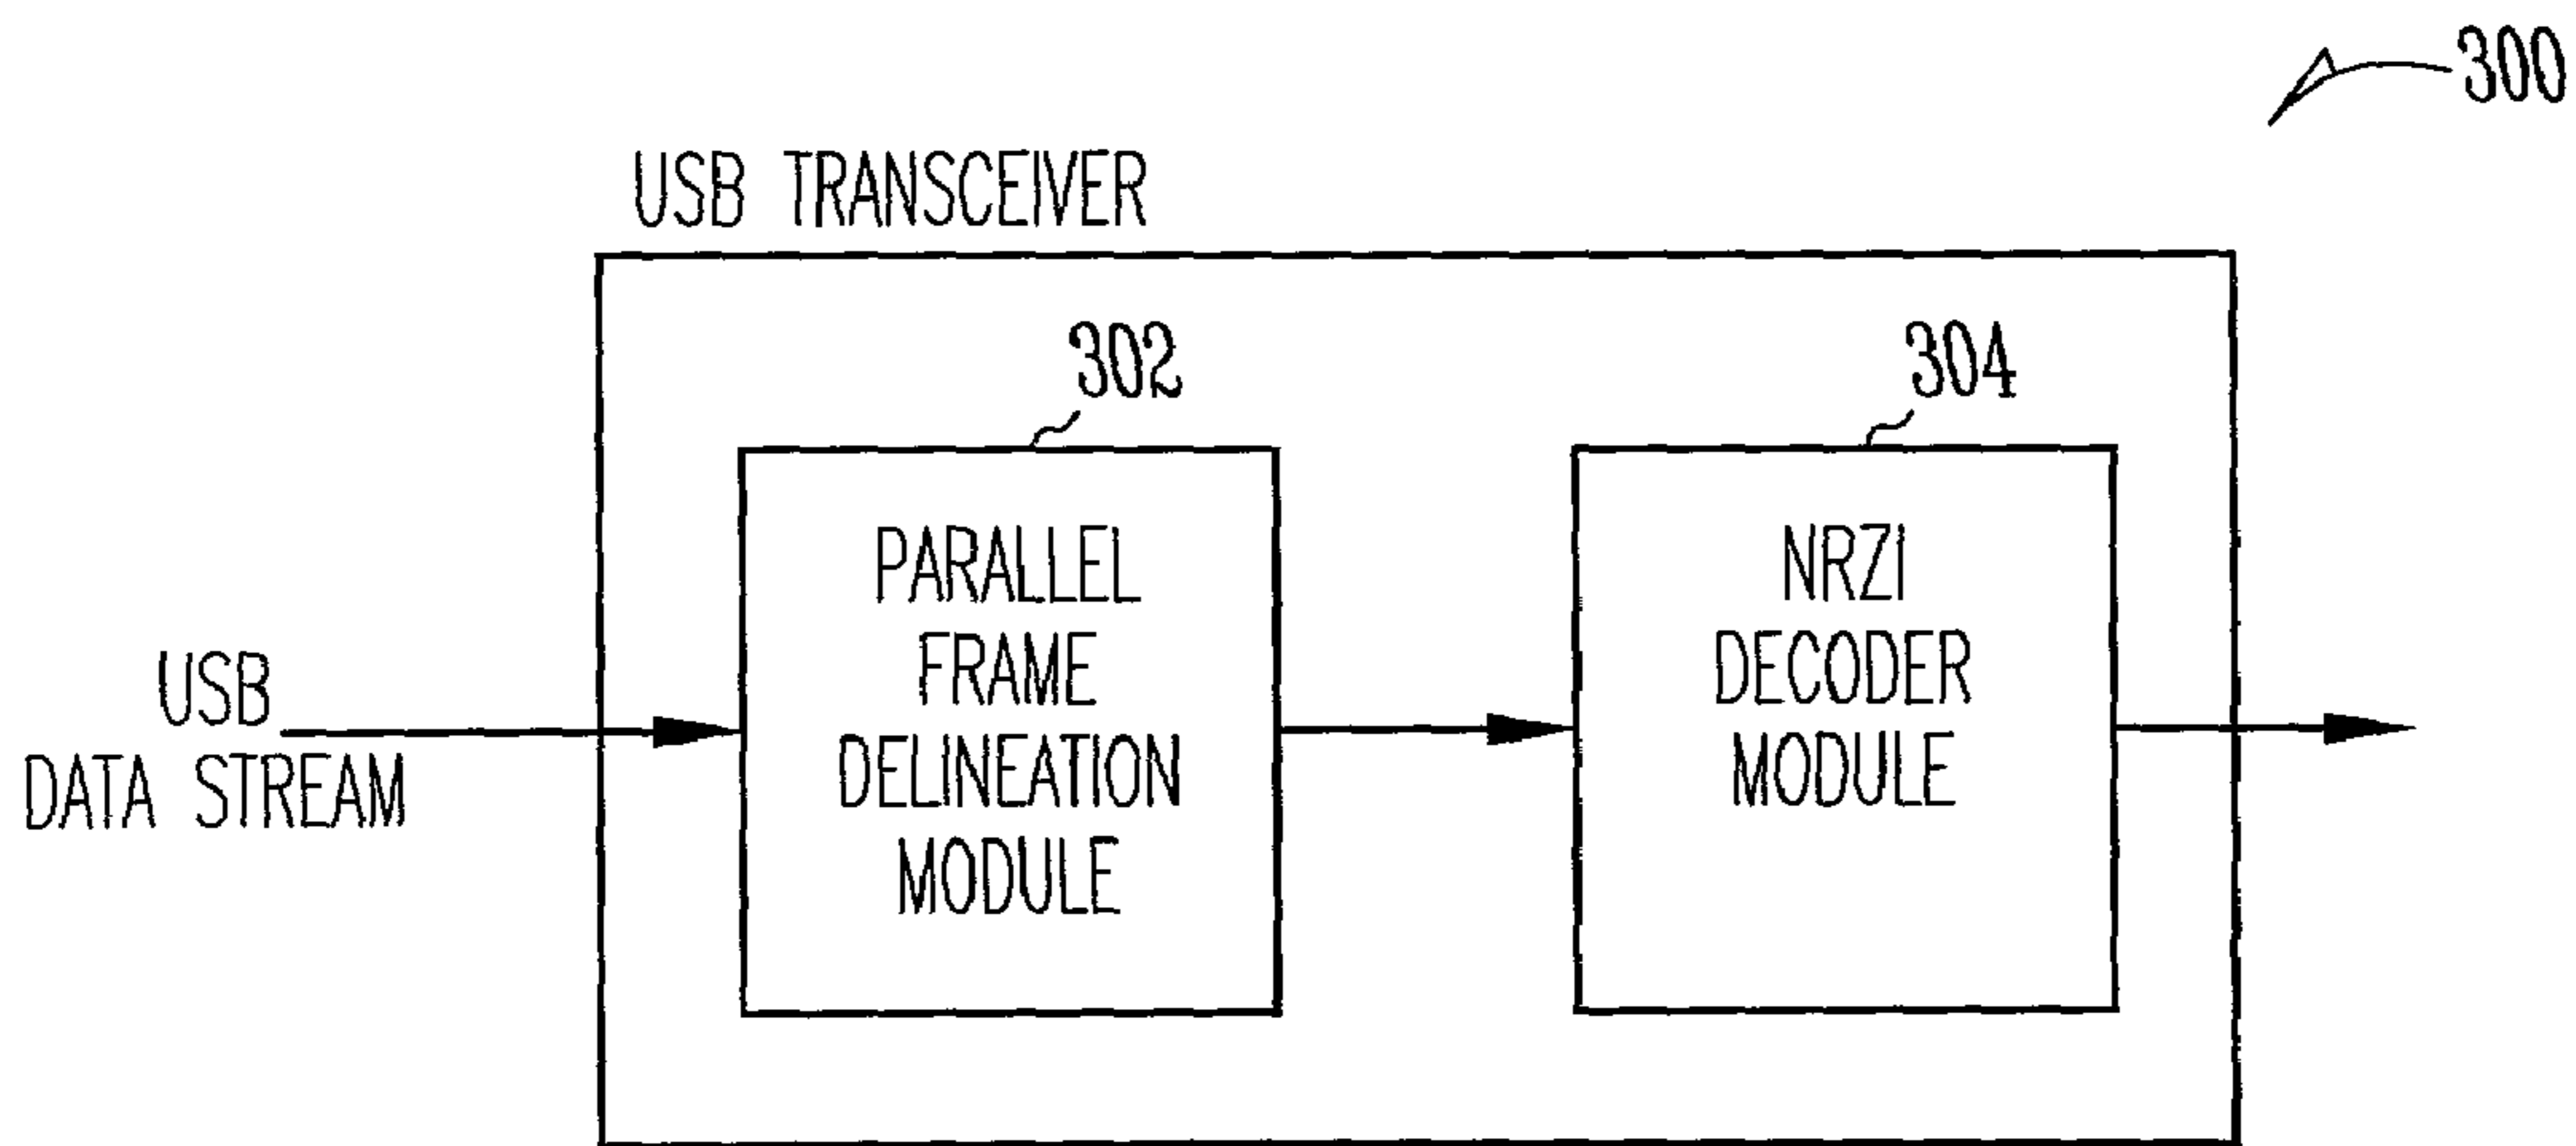 300
USB TRANSCEIVER
302
304
PARALLEL
FRAME
DELINEATION
MODULE
NRZI
DECODER
MODULE
USB
DATA STREAM